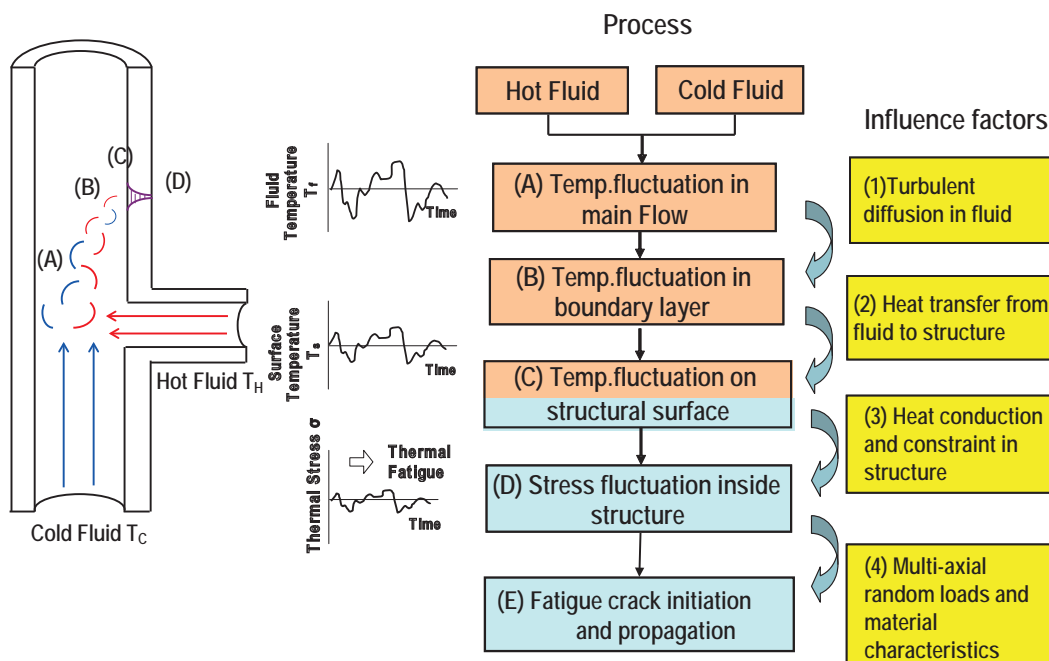 Process
Hot Fluid
Cold Fluid
Influence factors
(A) Temp.fluctuation in
main Flow
(B) Temp.fluctuation in
boundary layer
(C) Temp.fluctuation on
structural surface
(D) Stress fluctuation inside
structure
(E) Fatigue crack initiation
and propagation
(1)Turbulent
diffusion in fluid
(2) Heat transfer from
fluid to structure
(3) Heat conduction
and constraint in
structure
(4) Multi-axial
random loads and
material
characteristics
Fluid
Temperature
Tf
Time
Surface
Temperature
Ts
Time
Thermal Stress σ
Thermal
Fatigue
Time
(C)
(B)
(D)
(A)
Hot Fluid TH
Cold Fluid TC